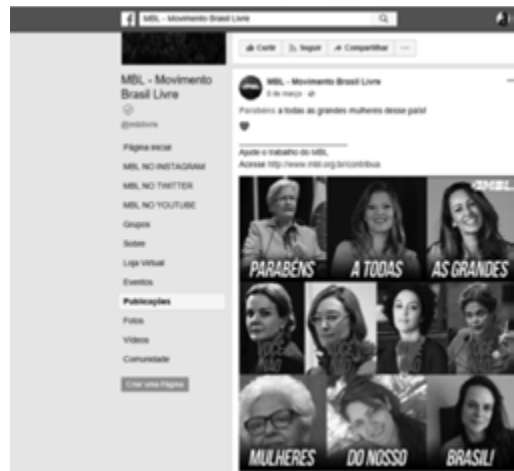 MBL - Movimento Brasil Livre
Curtir Seguir Compartilhar
MBL - Movimento
Brasil Livre
@mblivre
Página inicial
MBL NO INSTAGRAM
MBL NO TWITTER
MBL NO YOUTUBE
Grupos
Sobre
Loja Virtual
Eventos
Publicações
Fotos
Vídeos
Comunidade
Criar uma Página
MBL - Movimento Brasil Livre
8 de março
Parabéns a todas as grandes mulheres desse país!
Ajude o trabalho do MBL
Acesse http://www.mbl.org.br/contribua
MBL
PARABÉNS A TODAS AS GRANDES
MULHERES DO NOSSO BRASIL!